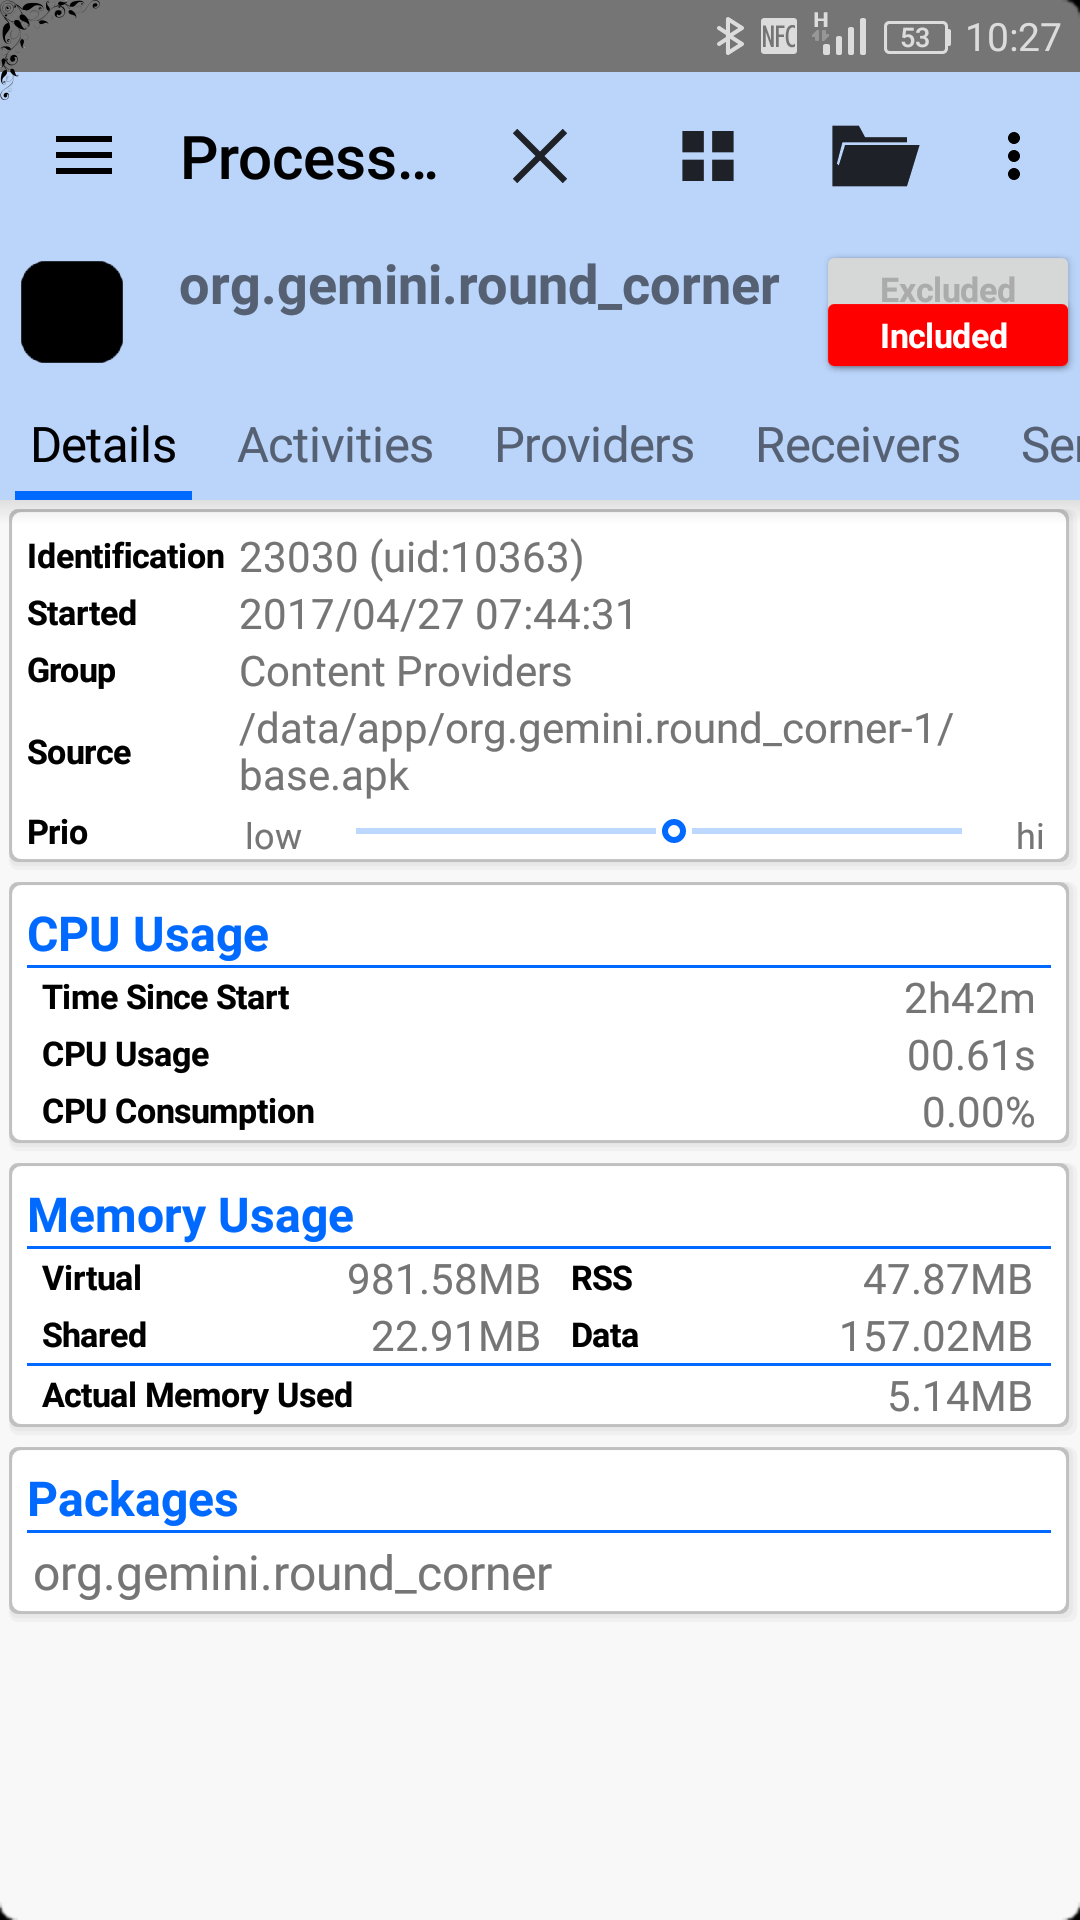 NFC H 53 10:27
Process...
org.gemini.round_corner
Excluded
Included
Details Activities Providers Receivers Ser
Identification 23030 (uid:10363)
Started 2017/04/27 07:44:31
Group Content Providers
Source /data/app/org.gemini.round_corner-1/
base.apk
Prio low hi
CPU Usage
Time Since Start 2h42m
CPU Usage 00.61s
CPU Consumption 0.00%
Memory Usage
Virtual 981.58MB RSS 47.87MB
Shared 22.91MB Data 157.02MB
Actual Memory Used 5.14MB
Packages
org.gemini.round_corner